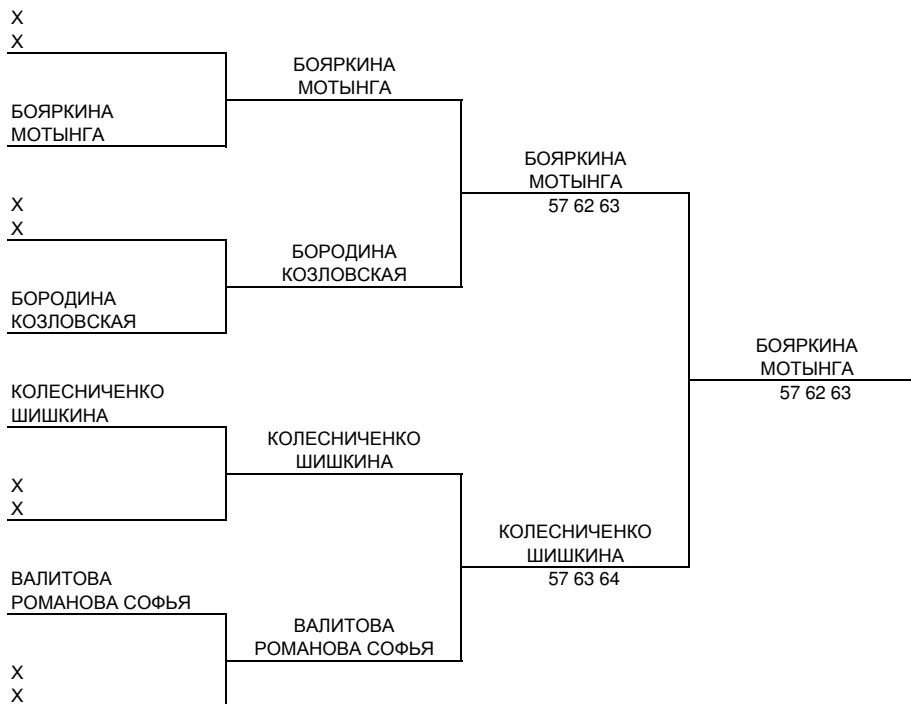 X
X
БОЯРКИНА
МОТЫНГА
X
X
БОРОДИНА
КОЗЛОВСКАЯ
КОЛЕСНИЧЕНКО
ШИШКИНА
X
X
ВАЛИТОВА
РОМАНОВА СОФЬЯ
X
X
БОЯРКИНА
МОТЫНГА
БОРОДИНА
КОЗЛОВСКАЯ
КОЛЕСНИЧЕНКО
ШИШКИНА
ВАЛИТОВА
РОМАНОВА СОФЬЯ
БОЯРКИНА
МОТЫНГА
57 62 63
КОЛЕСНИЧЕНКО
ШИШКИНА
57 63 64
БОЯРКИНА
МОТЫНГА
57 62 63